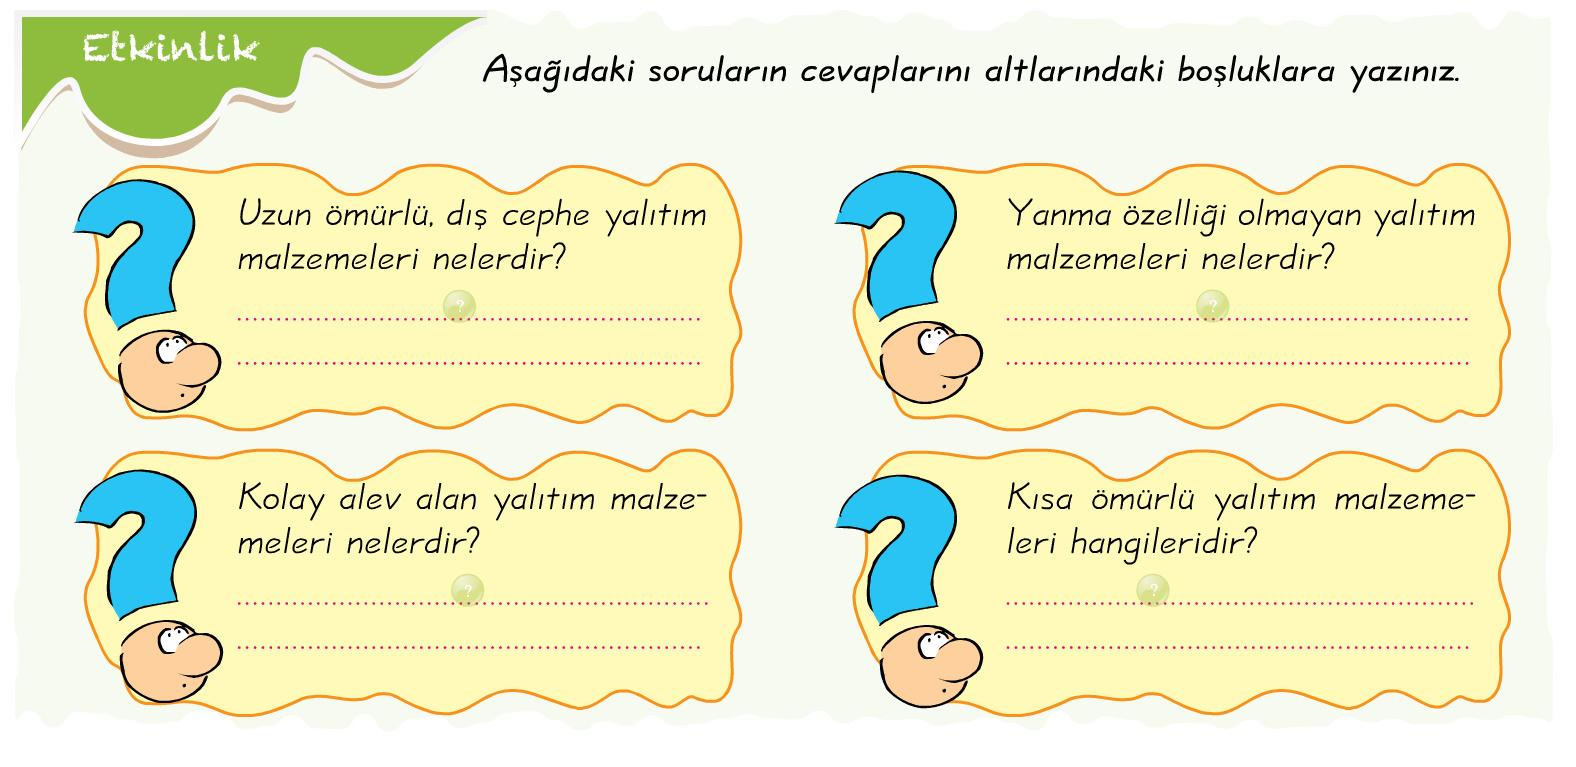 Etkinlik
Aşağıdaki soruların cevaplarını altlarındaki boşluklara yazınız.
Uzun ömürlü, dış cephe yalıtım
malzemeleri nelerdir?
?
Yanma özelliği olmayan yalıtım
malzemeleri nelerdir?
?
Kolay alev alan yalıtım malze-
meleri nelerdir?
?
Kısa ömürlü yalıtım malzeme-
leri hangileridir?
?